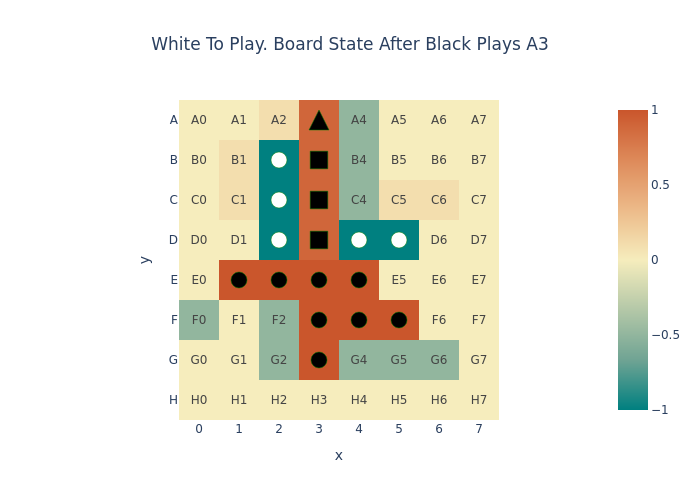 White To Play. Board State After Black Plays A3
A A0 A1 A2 A4 A5 A6 A7
B B0 B1 B4 B5 B6 B7
C C0 C1 C4 C5 C6 C7
D D0 D1 D6 D7
E E0 E5 E6 E7
F F0 F1 F2 F6 F7
G G0 G1 G2 G4 G5 G6 G7
H H0 H1 H2 H3 H4 H5 H6 H7
0 1 2 3 4 5 6 7
x
y
1
0.5
0
−0.5
−1